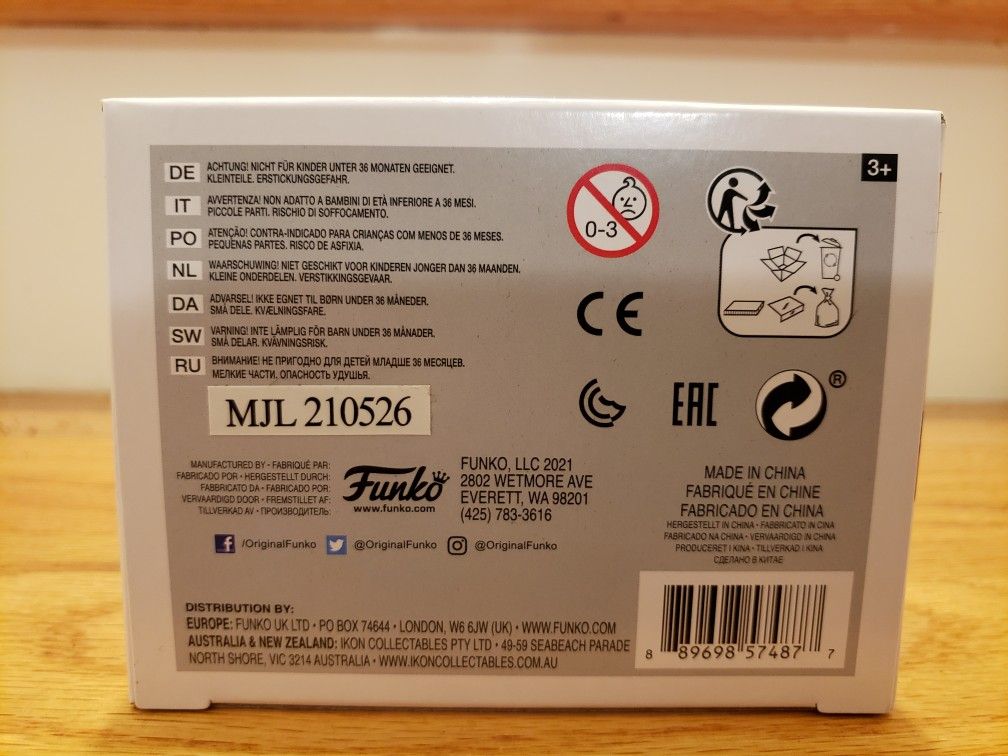 DE ACHTUNG! NICHT FÜR KINDER UNTER 36 MONATEN GEEIGNET.
KLEINTEILE. ERSTICKUNGSGEFAHR.
IT AVVERTENZA! NON ADATTO A BAMBINI DI ETÀ INFERIORE A 36 MESI.
PICCOLE PARTI. RISCHIO DI SOFFOCAMENTO.
PO ATENÇÃO! CONTRA-INDICADO PARA CRIANÇAS COM MENOS DE 36 MESES.
PEQUENAS PARTES. RISCO DE ASFIXIA.
NL WAARSCHUWING! NIET GESCHIKT VOOR KINDEREN JONGER DAN 36 MAANDEN.
KLEINE ONDERDELEN. VERSTIKKINGSGEVAAR.
DA ADVARSEL! IKKE EGNET TIL BØRN UNDER 36 MÅNEDER.
SMÅ DELE. KVÆLNINGSFARE.
SW VARNING! INTE LÄMPLIG FÖR BARN UNDER 36 MÅNADER.
SMÅ DELAR. KVÄVNINGSRISK.
RU ВНИМАНИЕ! НЕ ПРИГОДНО ДЛЯ ДЕТЕЙ МЛАДШЕ 36 МЕСЯЦЕВ.
МЕЛКИЕ ЧАСТИ. ОПАСНОСТЬ УДУШЬЯ.
0-3
3+
CE
EAC
®
MJL 210526
MANUFACTURED BY • FABRIQUÉ PAR:
FABRICADO POR • HERGESTELLT DURCH:
FABBRICATO DA • FABRICADO POR:
VERVAARDIGD DOOR • FREMSTILLET AF:
TILLVERKAD AV • ПРОИЗВОДИТЕЛЬ:
Funko
www.funko.com
FUNKO, LLC 2021
2802 WETMORE AVE
EVERETT, WA 98201
(425) 783-3616
MADE IN CHINA
FABRIQUÉ EN CHINE
FABRICADO EN CHINA
HERGESTELLT IN CHINA • FABBRICATO IN CINA
FABRICADO NA CHINA • VERVAARDIGD IN CHINA
PRODUCERET I KINA • TILLVERKAD I KINA
СДЕЛАНО В КИТАЕ
f /OriginalFunko @OriginalFunko @OriginalFunko
DISTRIBUTION BY:
EUROPE: FUNKO UK LTD • PO BOX 74644 • LONDON, W6 6JW (UK) • WWW.FUNKO.COM
AUSTRALIA & NEW ZEALAND: IKON COLLECTABLES PTY LTD • 49-59 SEABEACH PARADE
NORTH SHORE, VIC 3214 AUSTRALIA • WWW.IKONCOLLECTABLES.COM.AU
8 89698 57487 7